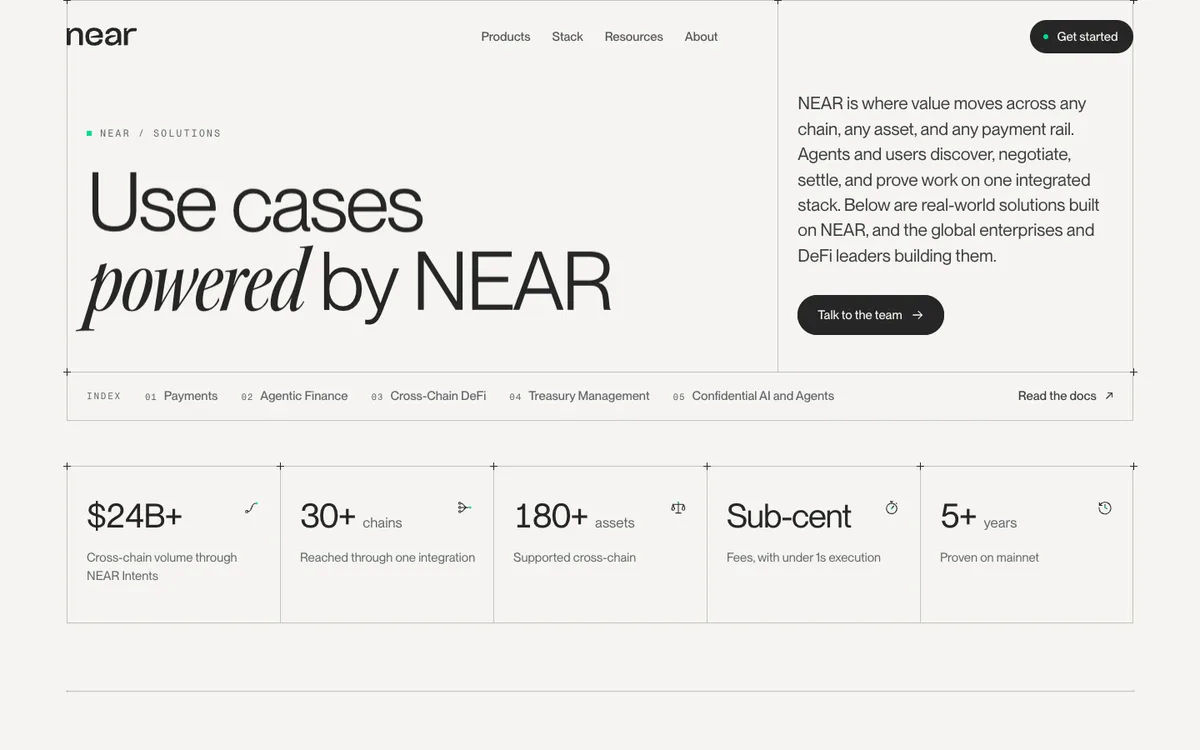 near
Products Stack Resources About
Get started
NEAR / SOLUTIONS
Use cases
powered by NEAR
NEAR is where value moves across any
chain, any asset, and any payment rail.
Agents and users discover, negotiate,
settle, and prove work on one integrated
stack. Below are real-world solutions built
on NEAR, and the global enterprises and
DeFi leaders building them.
Talk to the team →
INDEX 01 Payments 02 Agentic Finance 03 Cross-Chain DeFi 04 Treasury Management 05 Confidential AI and Agents Read the docs ↗
$24B+
Cross-chain volume through
NEAR Intents
30+ chains
Reached through one integration
180+ assets
Supported cross-chain
Sub-cent
Fees, with under 1s execution
5+ years
Proven on mainnet